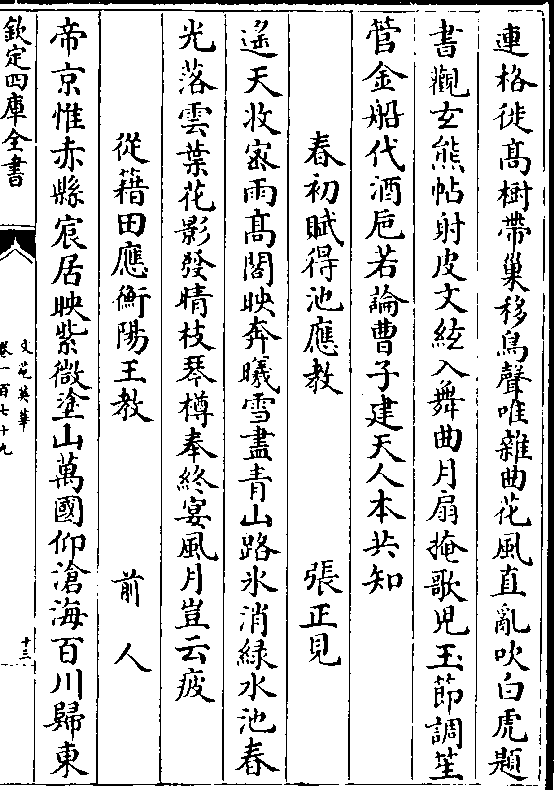 連格徙髙樹帶巢移鳥聲唯雜曲花風直亂吹白虎題
書觀玄熊帖射皮文絃入舞曲月扇掩歌兒玉節調笙
管金船代酒巵若論曹子建天人本共知
春初賦得池應教 張正見
遥天收宻雨髙閣映奔曦雪盡青山路氷消緑水池春
光落雲葉花影發晴枝琴樽奉終宴風月豈云疲
從藉田應衡陽王教 前人
帝京惟赤縣宸居映紫微塗山萬國仰滄海百川歸東
欽定四庫全書
文苑英華
卷一百七十九
十三